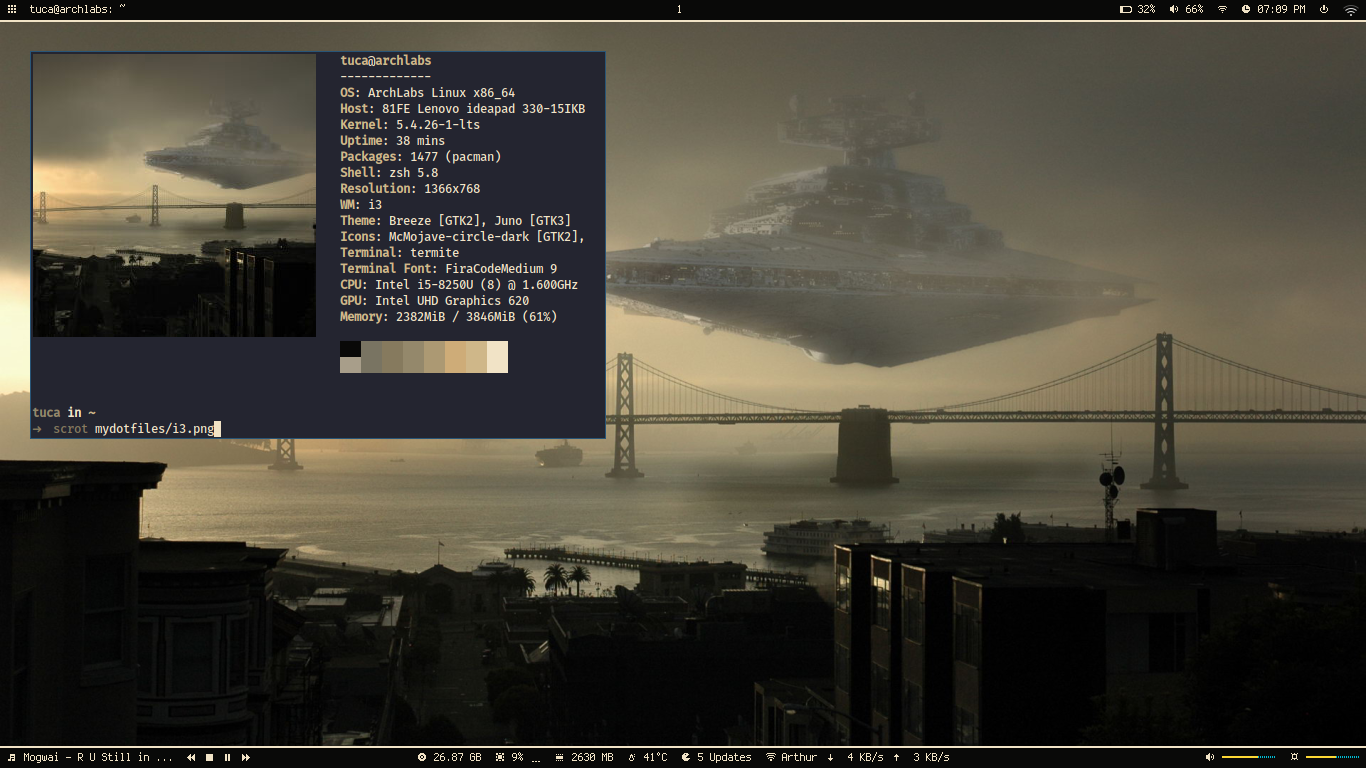 tuca@archlabs: ~
1
32% 66% 07:09 PM
tuca@archlabs
-------------
OS: ArchLabs Linux x86_64
Host: 81FE Lenovo ideapad 330-15IKB
Kernel: 5.4.26-1-lts
Uptime: 38 mins
Packages: 1477 (pacman)
Shell: zsh 5.8
Resolution: 1366x768
WM: i3
Theme: Breeze [GTK2], Juno [GTK3]
Icons: McMojave-circle-dark [GTK2],
Terminal: termite
Terminal Font: FiraCodeMedium 9
CPU: Intel i5-8250U (8) @ 1.600GHz
GPU: Intel UHD Graphics 620
Memory: 2382MiB / 3846MiB (61%)
tuca in ~
➜ scrot mydotfiles/i3.png
Mogwai - R U Still in ...
26.87 GB 9% 2630 MB 41°C 5 Updates Arthur ↓ 4 KB/s ↑ 3 KB/s